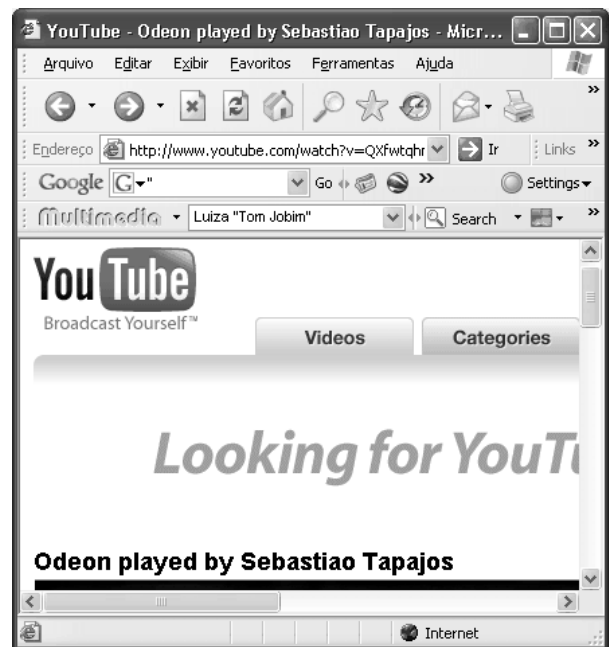 YouTube - Odeon played by Sebastiao Tapajos - Micr...
Arquivo Editar Exibir Favoritos Ferramentas Ajuda
»
Endereço http://www.youtube.com/watch?v=QXfwtqhr Ir Links »
Google G " Go » Settings
Multimedia Luiza "Tom Jobim" Search »
YouTube
Broadcast Yourself™
Videos Categories
Looking for YouTu
Odeon played by Sebastiao Tapajos
Internet